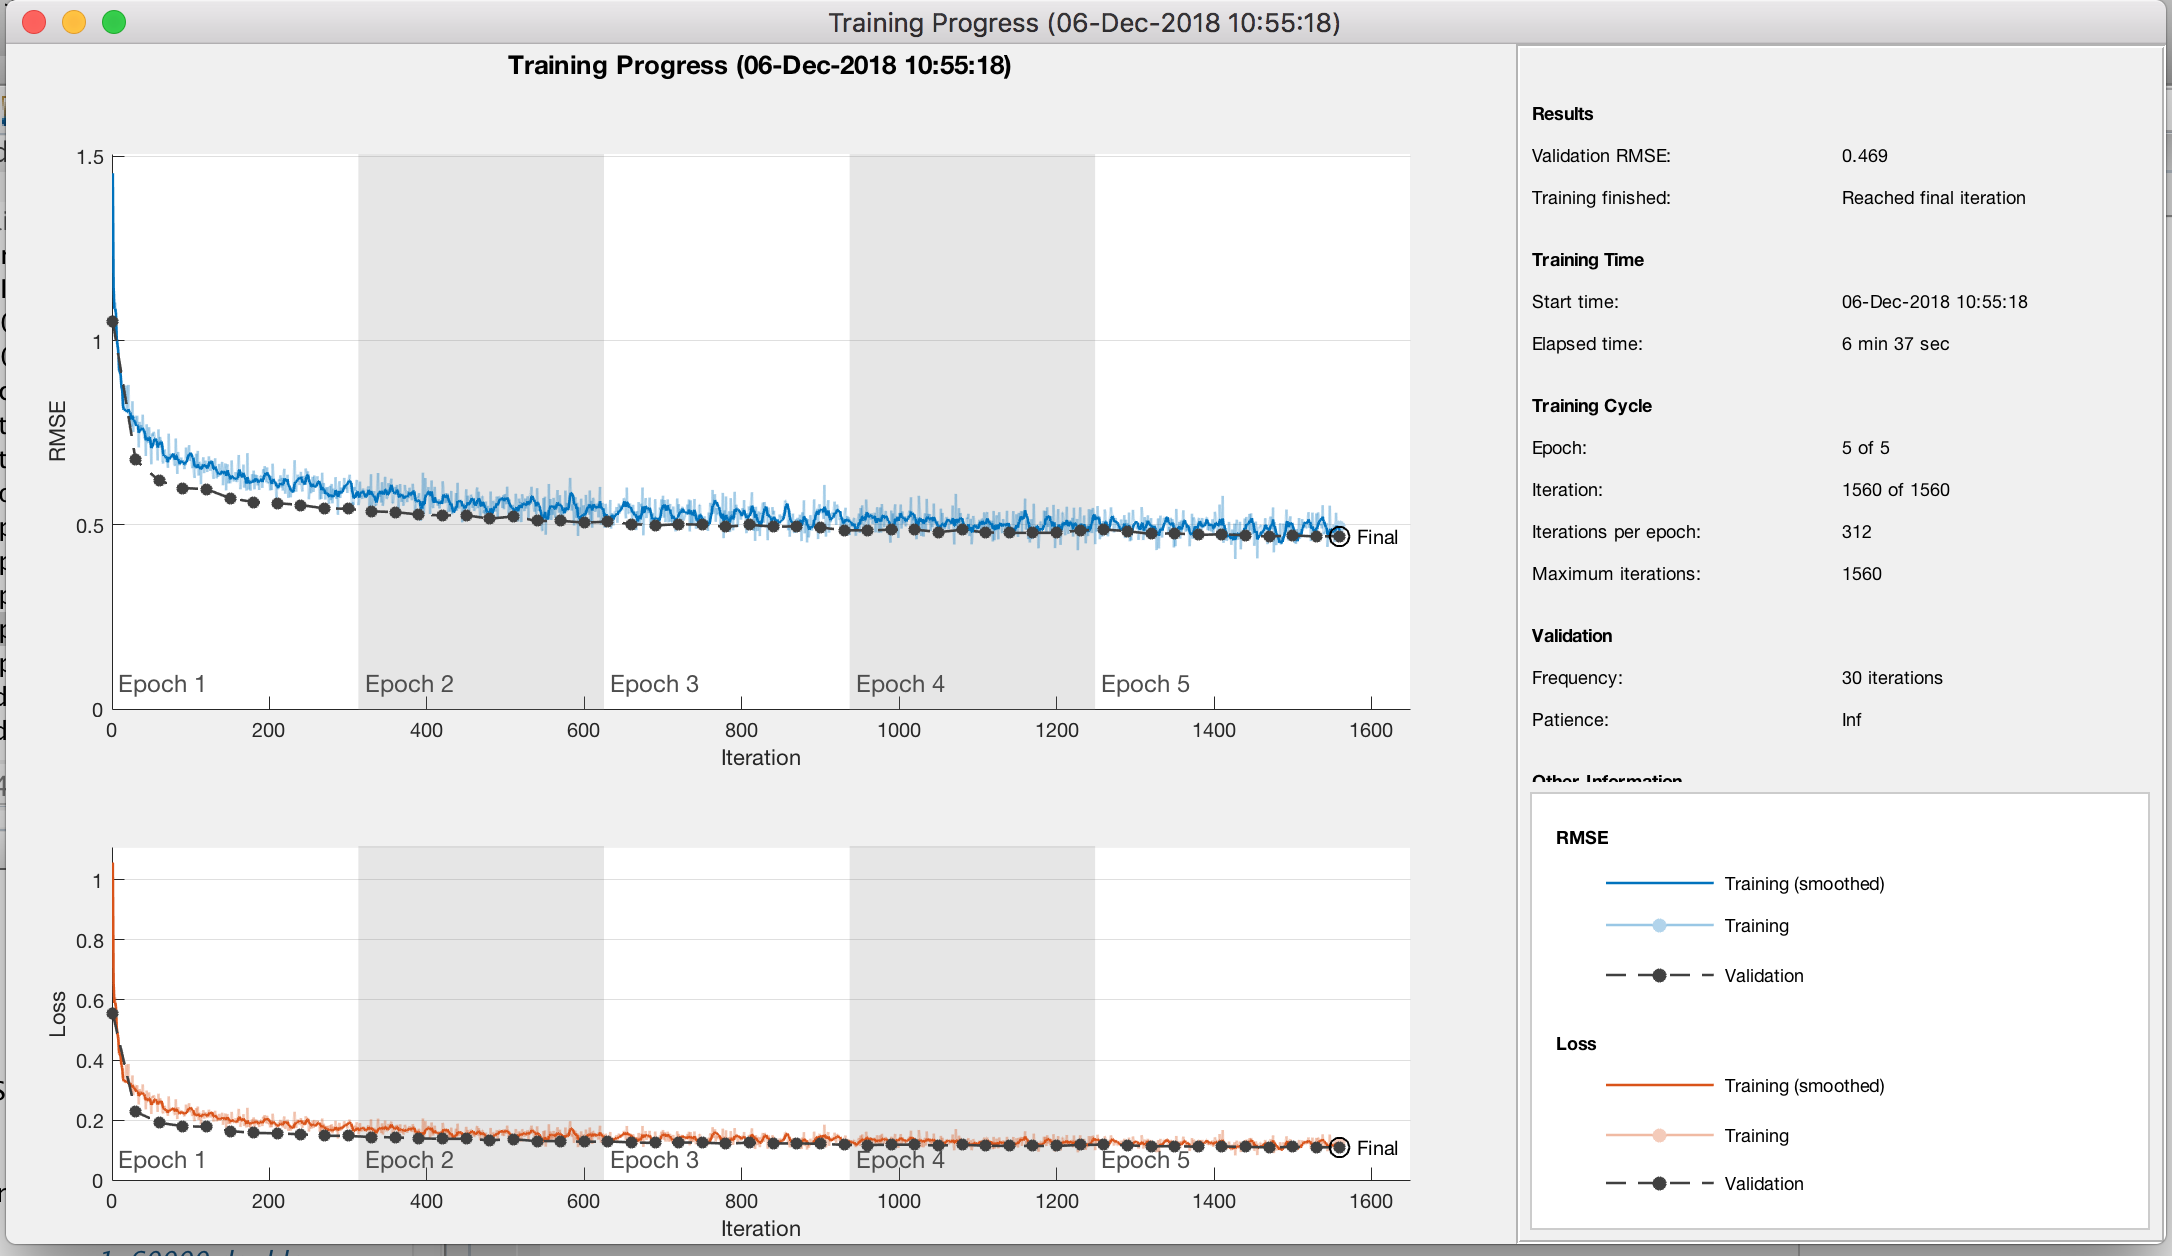 Training Progress (06-Dec-2018 10:55:18)
Training Progress (06-Dec-2018 10:55:18)
1.5
1
0.5
0
RMSE
Final
Epoch 1
Epoch 2
Epoch 3
Epoch 4
Epoch 5
0 200 400 600 800 1000 1200 1400 1600
Iteration
1
0.8
0.6
0.4
0.2
0
Loss
Final
Epoch 1
Epoch 2
Epoch 3
Epoch 4
Epoch 5
0 200 400 600 800 1000 1200 1400 1600
Iteration
Results
Validation RMSE: 0.469
Training finished: Reached final iteration
Training Time
Start time: 06-Dec-2018 10:55:18
Elapsed time: 6 min 37 sec
Training Cycle
Epoch: 5 of 5
Iteration: 1560 of 1560
Iterations per epoch: 312
Maximum iterations: 1560
Validation
Frequency: 30 iterations
Patience: Inf
Other Information
RMSE
Training (smoothed)
Training
Validation
Loss
Training (smoothed)
Training
Validation